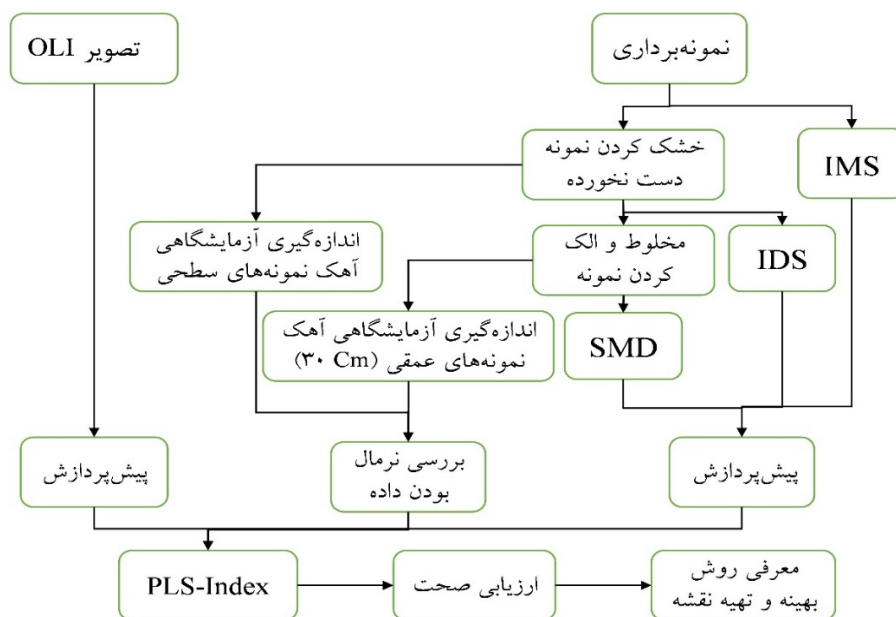 نمونه‌برداری
تصویر OLI
خشک کردن نمونه
دست نخورده
IMS
اندازه‌گیری آزمایشگاهی
آهک نمونه‌های سطحی
مخلوط و الک
کردن نمونه
IDS
اندازه‌گیری آزمایشگاهی آهک
نمونه‌های عمقی (۳۰ Cm)
SMD
پیش‌پردازش
بررسی نرمال
بودن داده
پیش‌پردازش
PLS-Index
ارزیابی صحت
معرفی روش
بهینه و تهیه نقشه